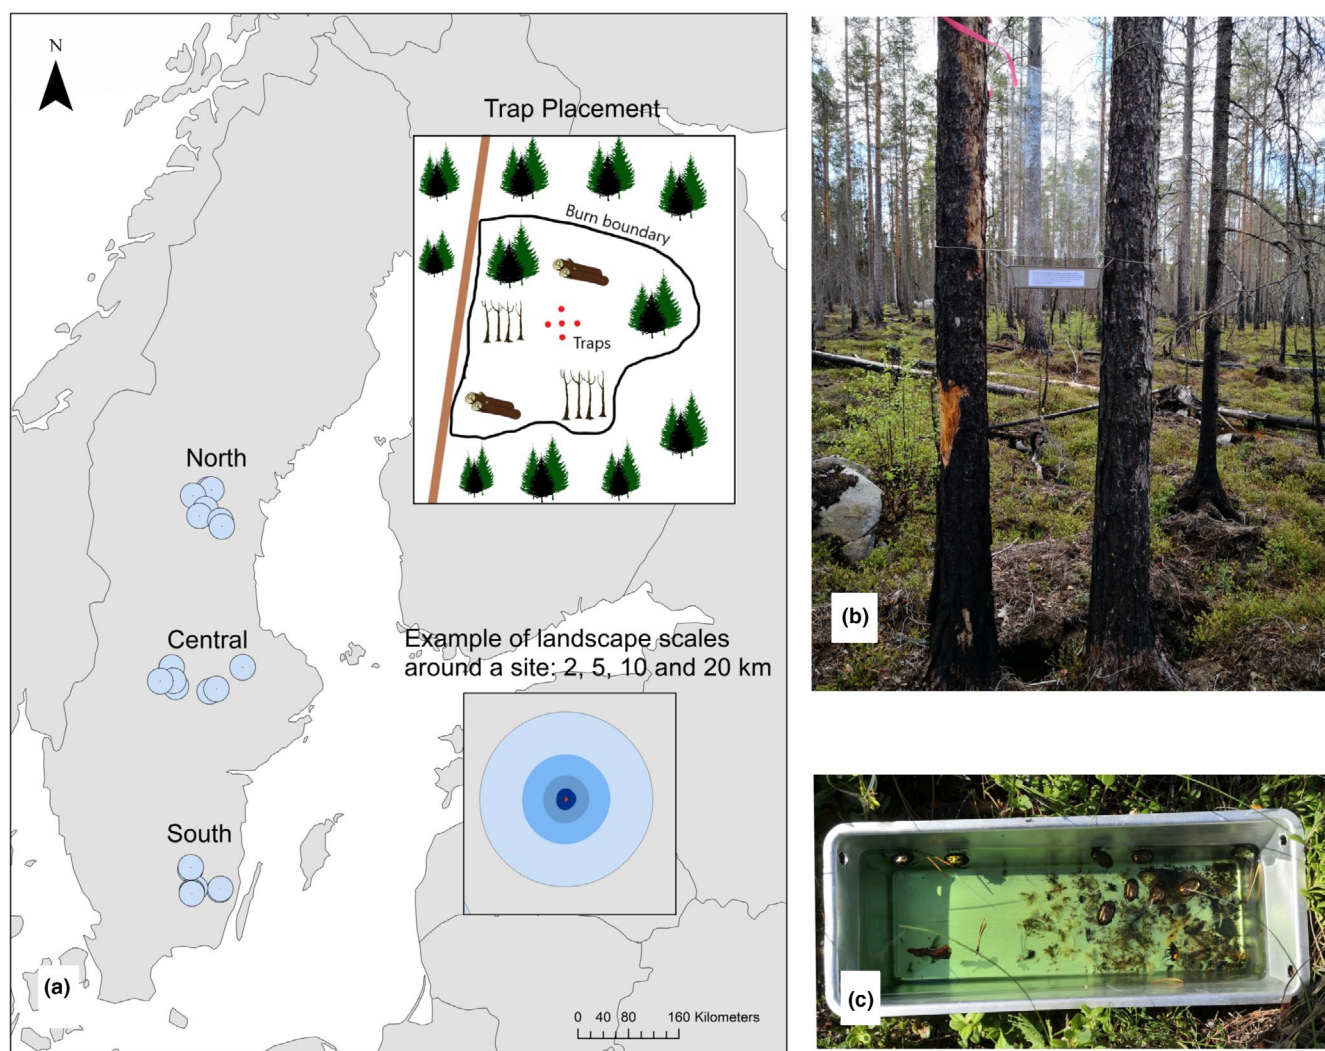 N
Trap Placement
Burn boundary
Traps
North
Central
Example of landscape scales
around a site: 2, 5, 10 and 20 km
South
(a)
0 40 80 160 Kilometers
(b)
(c)